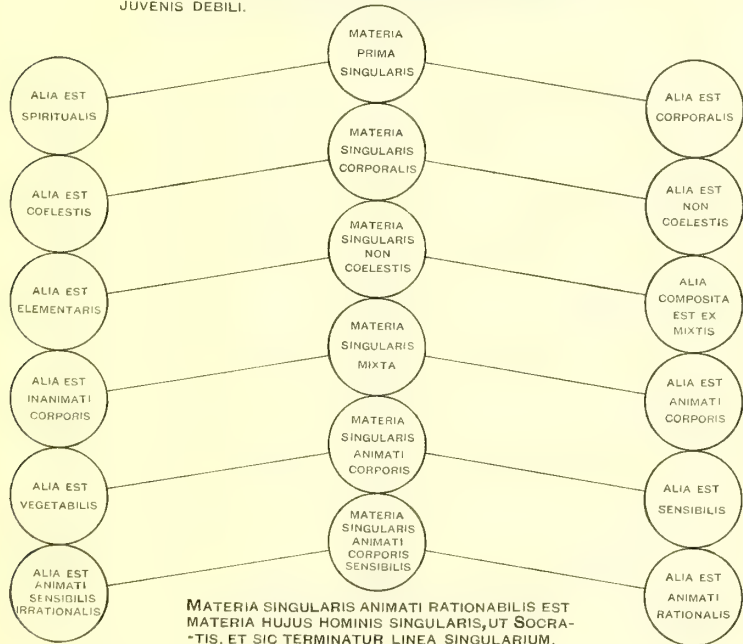 JUVENIS DEBILI.
MATERIA
PRIMA
SINGULARIS
ALIA EST
SPIRITUALIS
ALIA EST
CORPORALIS
MATERIA
SINGULARIS
CORPORALIS
ALIA EST
COELESTIS
ALIA EST
NON
COELESTIS
MATERIA
SINGULARIS
NON
COELESTIS
ALIA EST
ELEMENTARIS
ALIA
COMPOSITA
EST EX
MIXTIS
MATERIA
SINGULARIS
MIXTA
ALIA EST
INANIMATI
CORPORIS
ALIA EST
ANIMATI
CORPORIS
MATERIA
SINGULARIS
ANIMATI
CORPORIS
ALIA EST
VEGETABILIS
ALIA EST
SENSIBILIS
MATERIA
SINGULARIS
ANIMATI
CORPORIS
SENSIBILIS
ALIA EST
ANIMATI
SENSIBILIS
IRRATIONALIS
ALIA EST
ANIMATI
RATIONALIS
MATERIA SINGULARIS ANIMATI RATIONABILIS EST
MATERIA HUJUS HOMINIS SINGULARIS, UT SOCRA-
-TIS. ET SIC TERMINATUR LINEA SINGULARIUM.